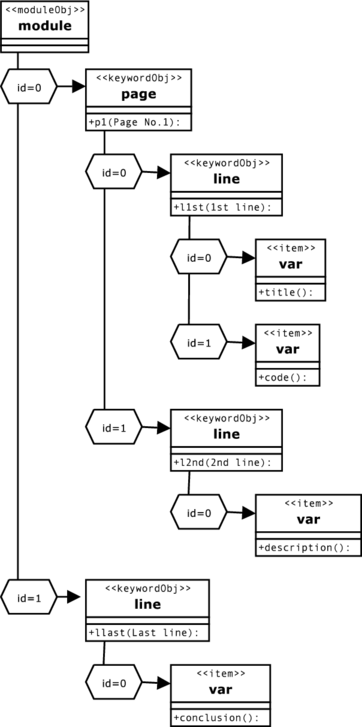 <<moduleObj>>
module
id=0
<<keywordObj>>
page
+p1(Page No.1):
id=0
<<keywordObj>>
line
+l1st(1st line):
id=0
<<item>>
var
+title():
id=1
<<item>>
var
+code():
id=1
<<keywordObj>>
line
+l2nd(2nd line):
id=0
<<item>>
var
+description():
id=1
<<keywordObj>>
line
+llast(Last line):
id=0
<<item>>
var
+conclusion():